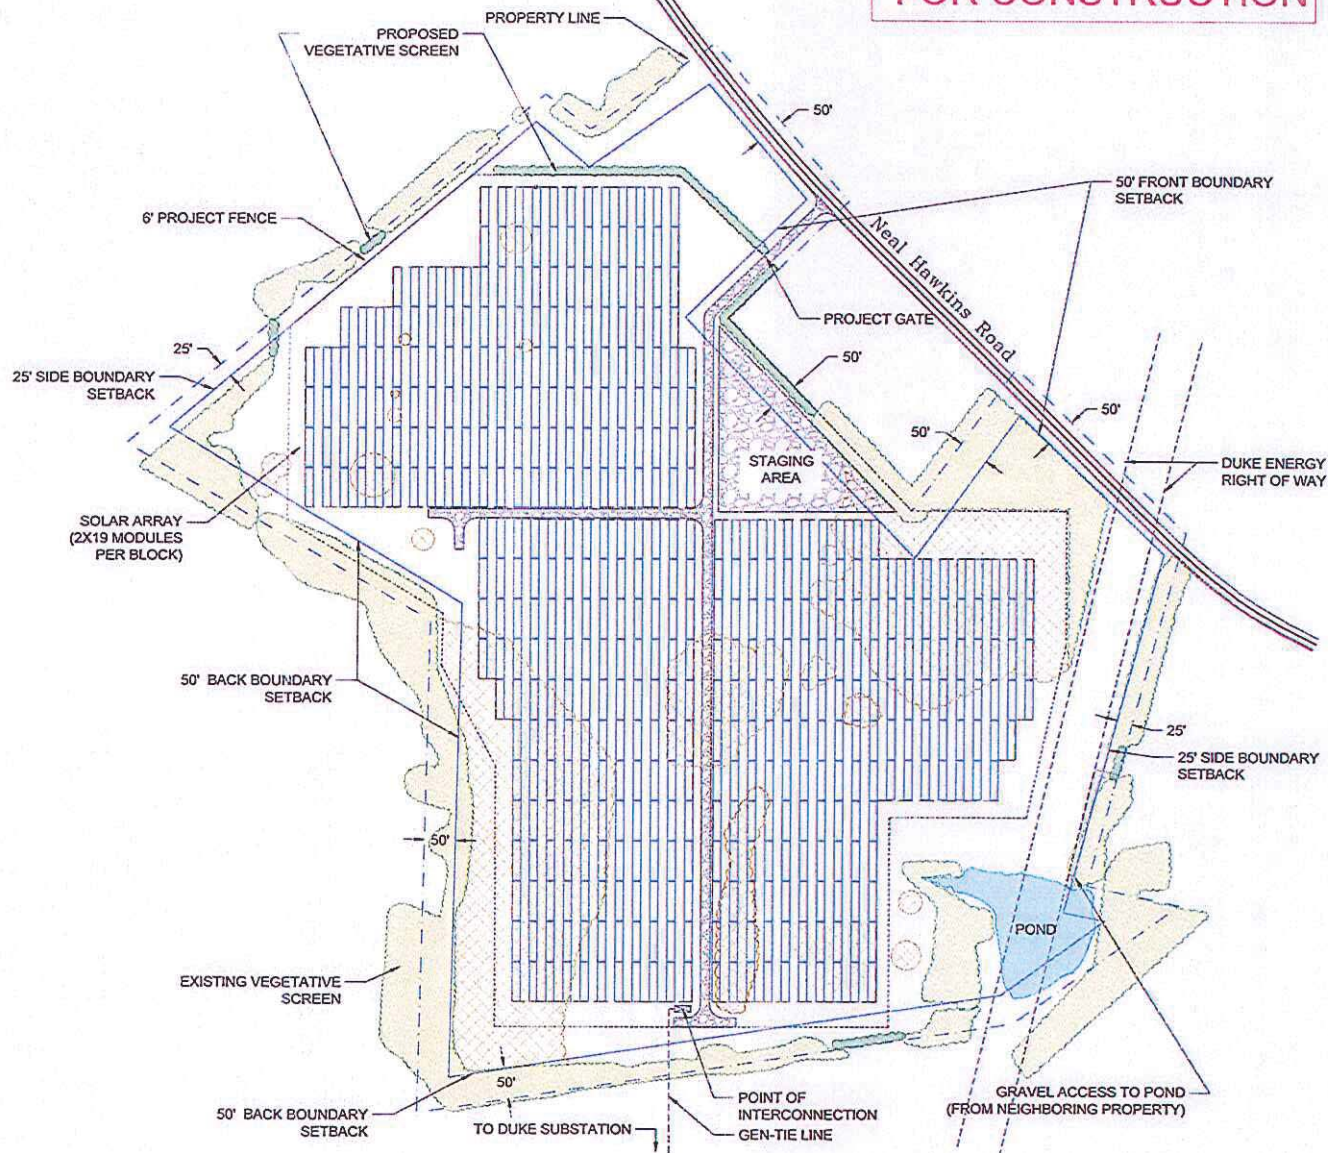 FOR CONSTRUCTION
PROPERTY LINE
PROPOSED
VEGETATIVE SCREEN
50'
50' FRONT BOUNDARY
SETBACK
6' PROJECT FENCE
Neal Hawkins Road
PROJECT GATE
25'
50'
25' SIDE BOUNDARY
SETBACK
50'
50'
STAGING
AREA
DUKE ENERGY
RIGHT OF WAY
SOLAR ARRAY
(2X19 MODULES
PER BLOCK)
50' BACK BOUNDARY
SETBACK
25'
25' SIDE BOUNDARY
SETBACK
50'
POND
EXISTING VEGETATIVE
SCREEN
50'
50' BACK BOUNDARY
SETBACK
POINT OF
INTERCONNECTION
GEN-TIE LINE
TO DUKE SUBSTATION
GRAVEL ACCESS TO POND
(FROM NEIGHBORING PROPERTY)